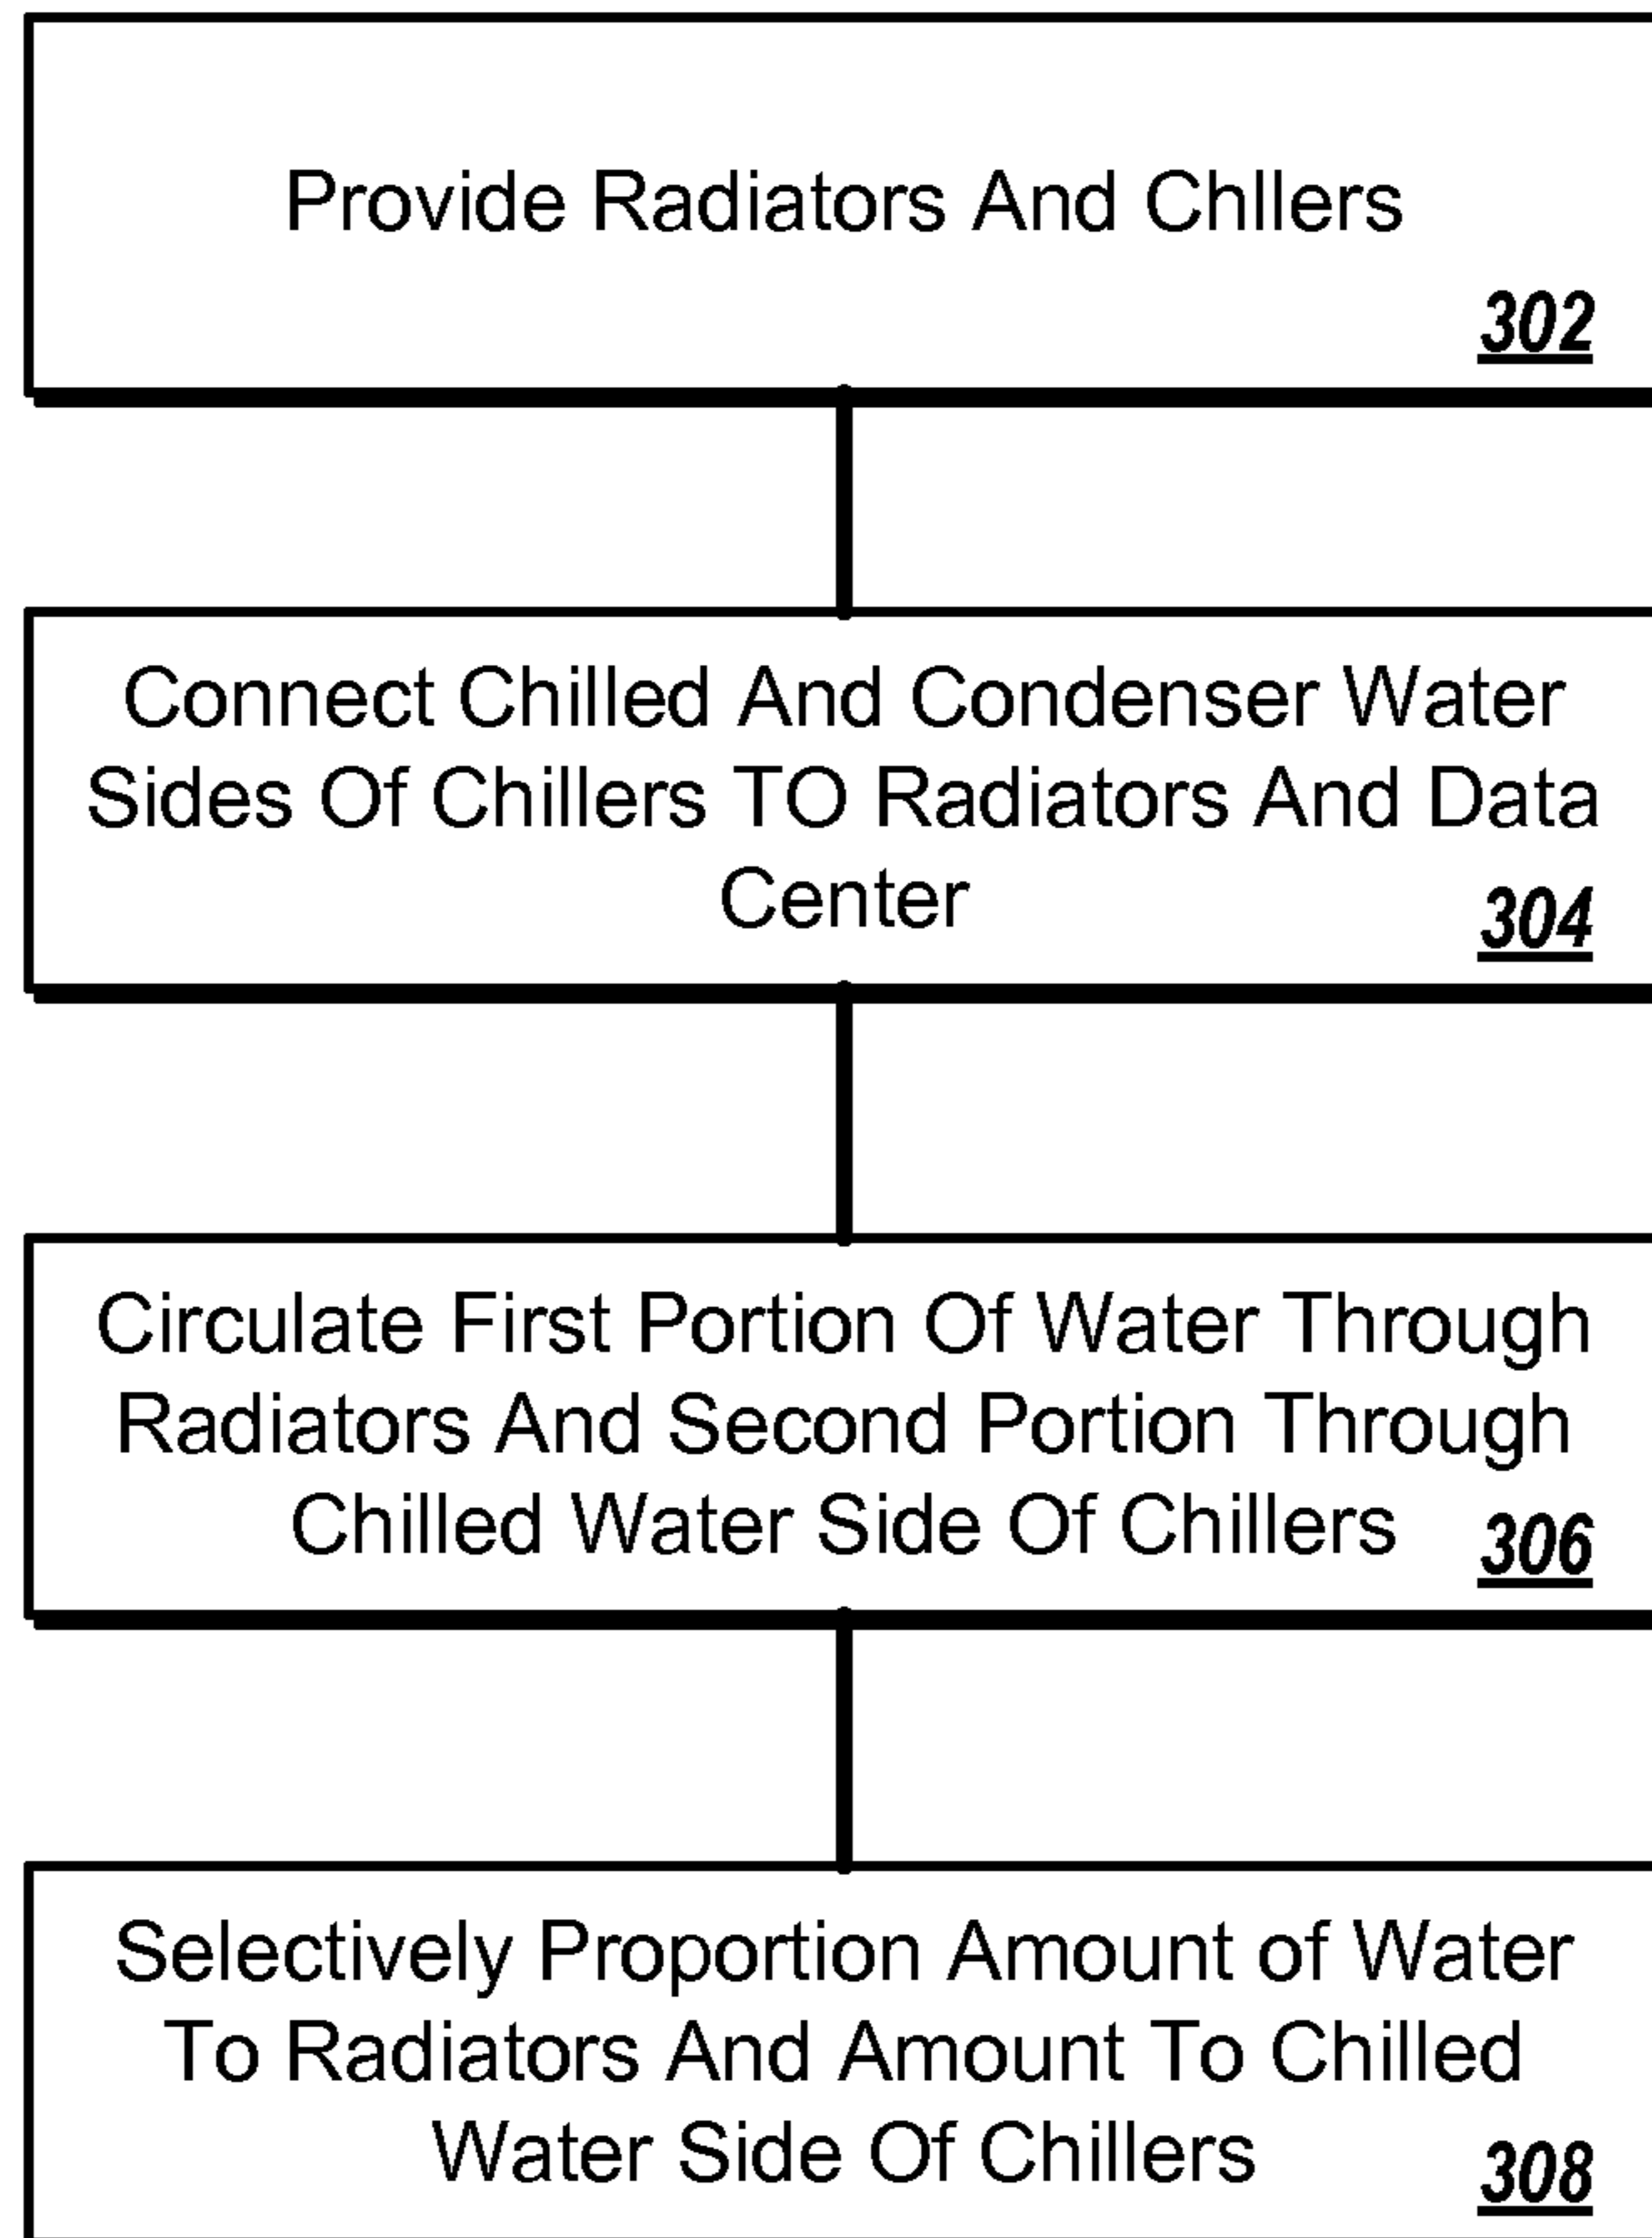 Provide Radiators And Chllers
302
Connect Chilled And Condenser Water
Sides Of Chillers TO Radiators And Data
Center
304
Circulate First Portion Of Water Through
Radiators And Second Portion Through
Chilled Water Side Of Chillers
306
Selectively Proportion Amount of Water
To Radiators And Amount To Chilled
Water Side Of Chillers
308